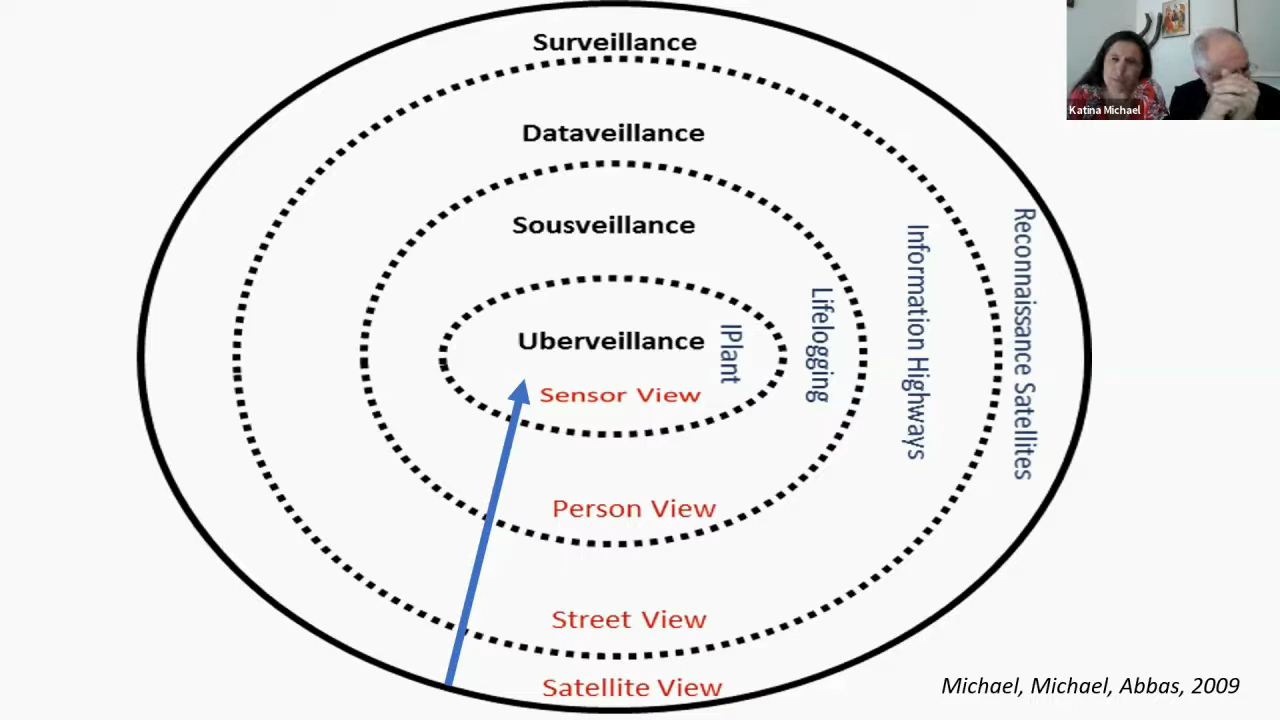 Surveillance
Katina Michael
Dataveillance
Sousveillance
Uberveillance
IPlant
Lifelogging
Information Highways
Reconnaissance Satellites
Sensor View
Person View
Street View
Satellite View
Michael, Michael, Abbas, 2009